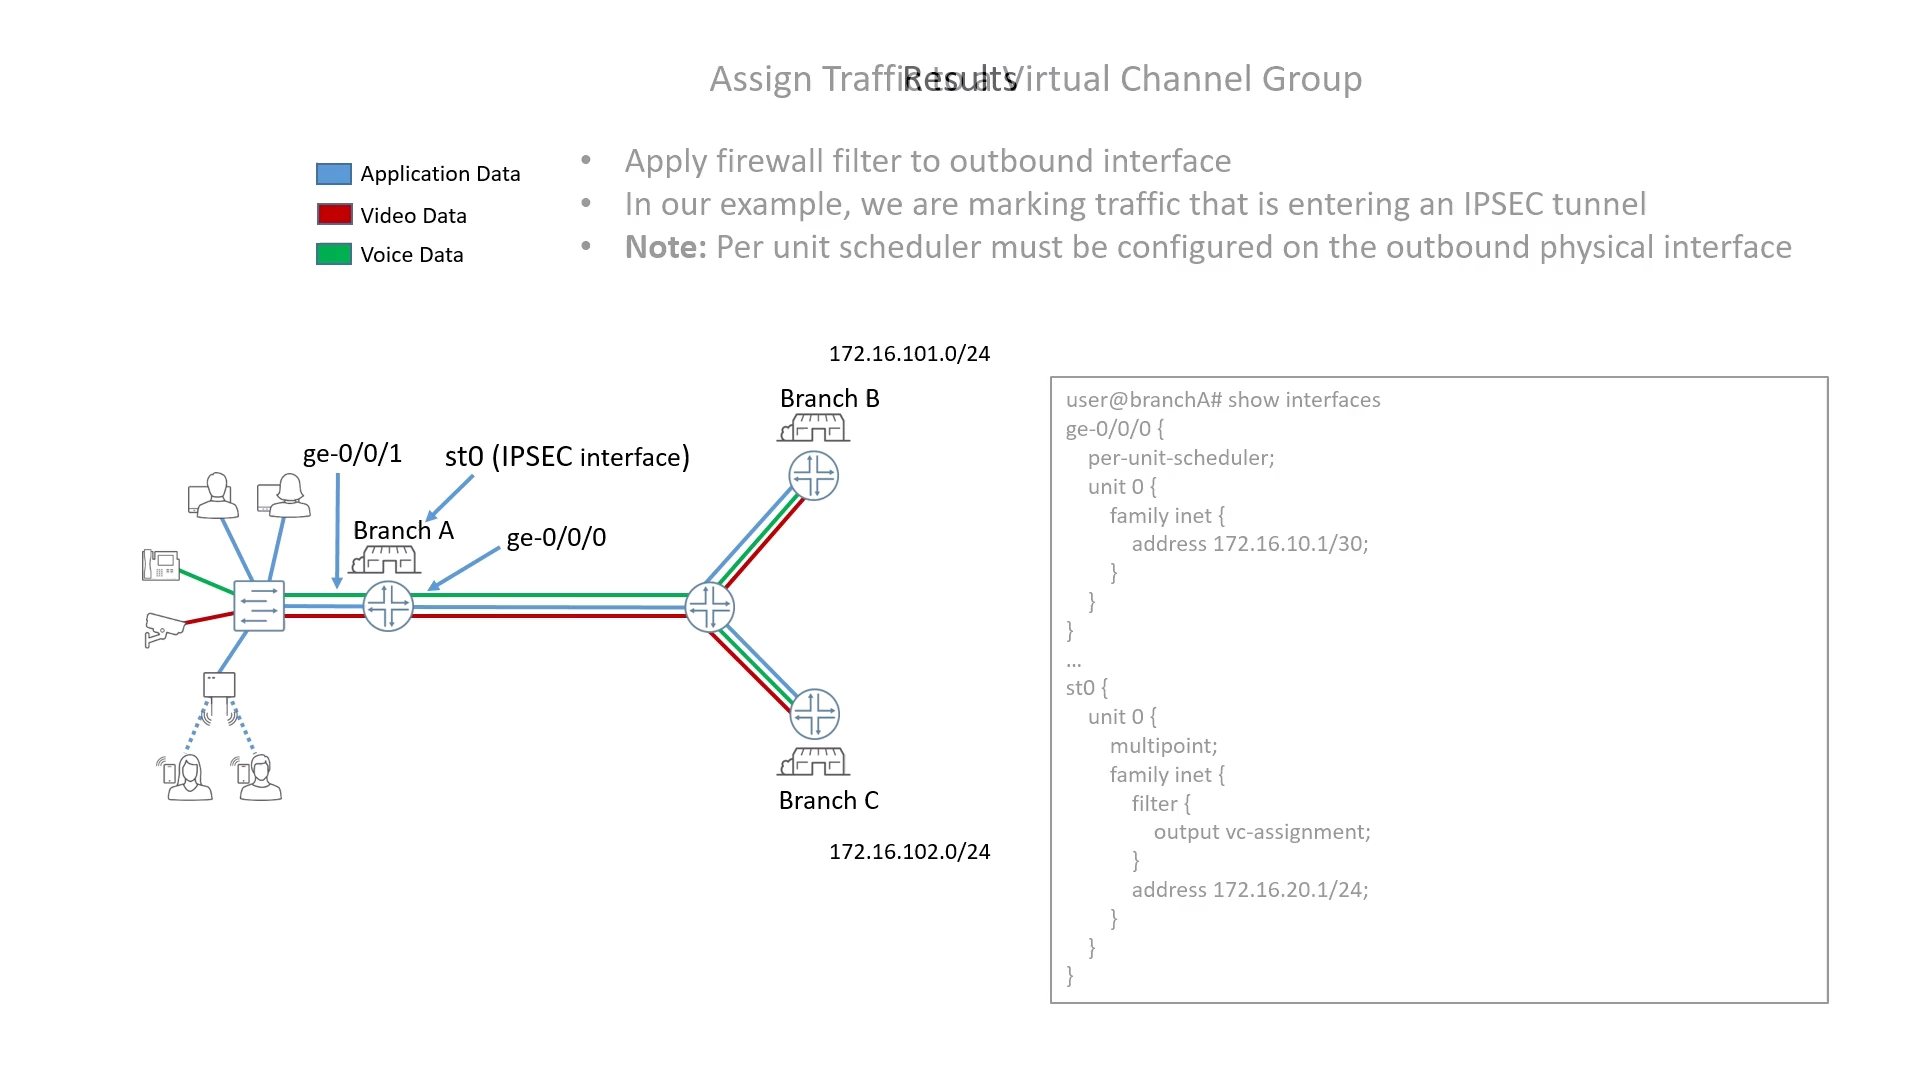 Assign Traffic to a Virtual Channel Group
Results
Application Data
Video Data
Voice Data
• Apply firewall filter to outbound interface
• In our example, we are marking traffic that is entering an IPSEC tunnel
• Note: Per unit scheduler must be configured on the outbound physical interface
172.16.101.0/24
Branch B
ge-0/0/1
st0 (IPSEC interface)
Branch A
ge-0/0/0
Branch C
172.16.102.0/24
user@branchA# show interfaces
ge-0/0/0 {
per-unit-scheduler;
unit 0 {
family inet {
address 172.16.10.1/30;
}
}
}
...
st0 {
unit 0 {
multipoint;
family inet {
filter {
output vc-assignment;
}
address 172.16.20.1/24;
}
}
}